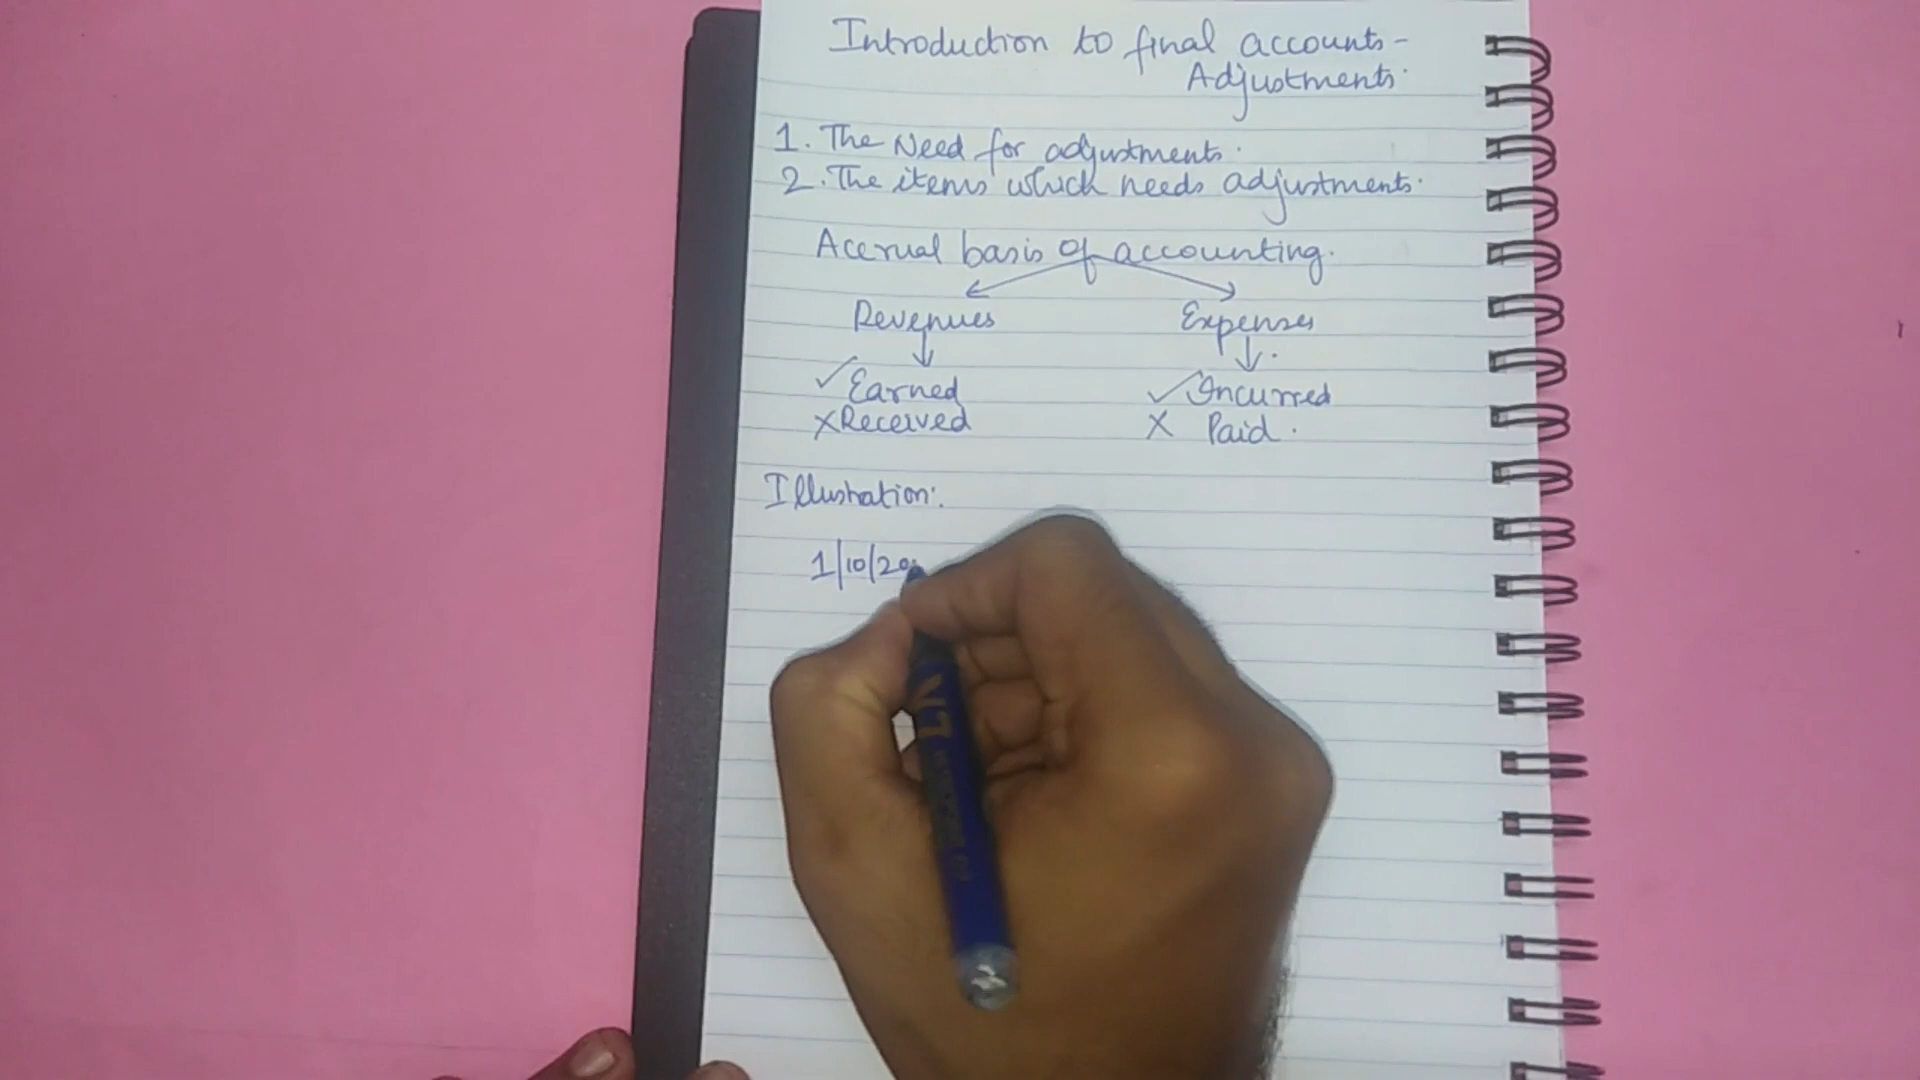 Introduction to final accounts-
Adjustments.
1. The Need for adjustments.
2. The items which needs adjustments.
Accrual basis of accounting.
Revenues Expenses
✓ Earned ✓ Incurred
X Received X Paid.
Illustration:
1/10/20